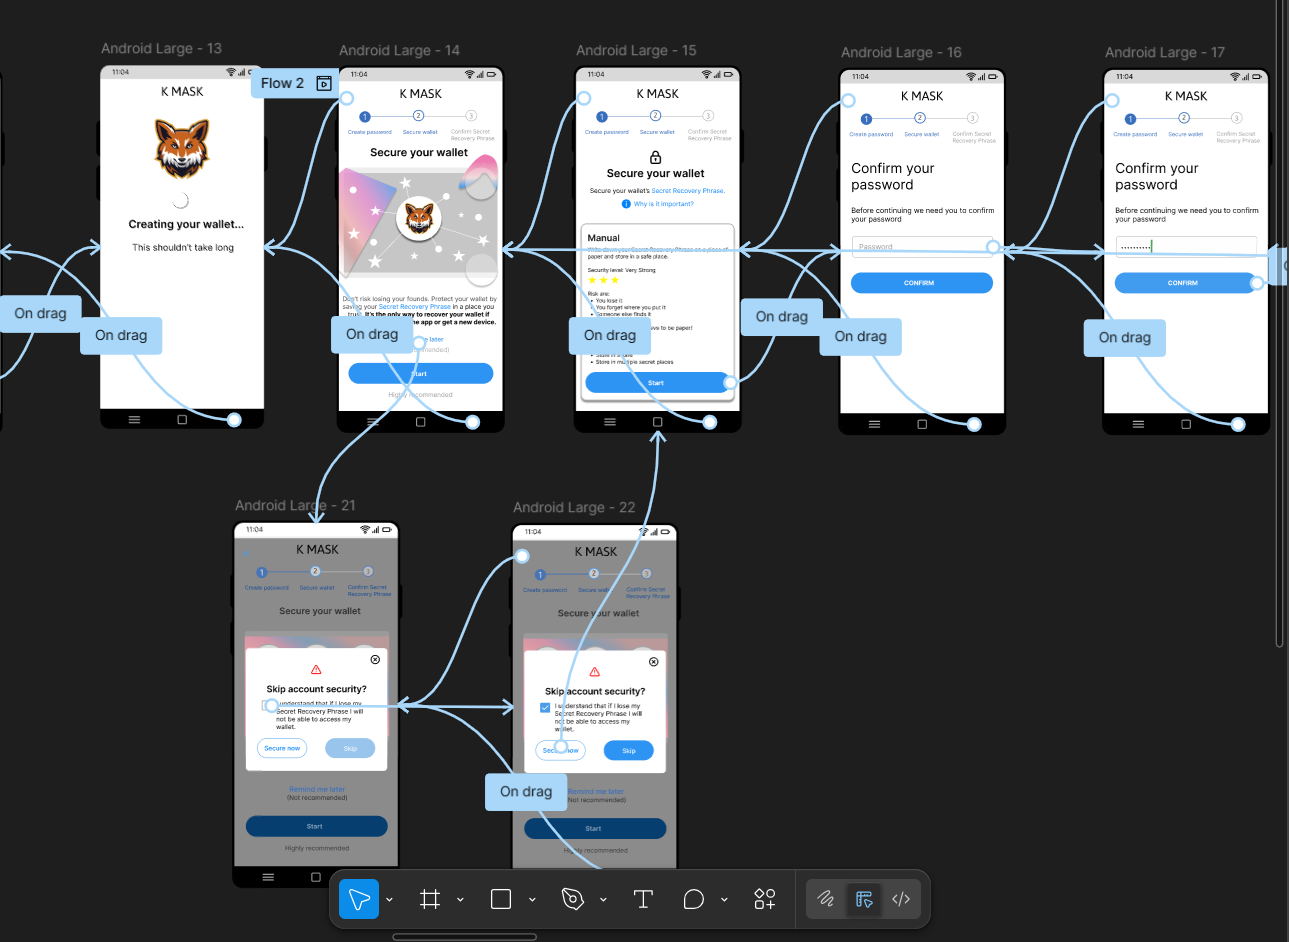 Android Large - 13
11:04
K MASK
Creating your wallet...
This shouldn't take long
Flow 2
On drag
On drag
Android Large - 14
11:04
K MASK
1
2
3
Create password
Secure wallet
Confirm Secret
Recovery Phrase
Secure your wallet
Don't risk losing your founds. Protect your wallet by
saving your Secret Recovery Phrase in a place you
trust. It's the only way to recover your wallet if
app or get a new device.
later
Start
Highly recommended
On drag
Android Large - 15
11:04
K MASK
1
2
3
Create password
Secure wallet
Confirm Secret
Recovery Phrase
Secure your wallet
Secure your wallet's Secret Recovery Phrase.
Why is it important?
Manual
Write down your Secret Recovery Phrase on a piece of
paper and store in a safe place.
Security level: Very Strong
Risk are:
• You lose it
• You forget where you put it
• Someone else finds it
to be paper!
• Store in multiple secret places
Start
On drag
On drag
Android Large - 16
11:04
K MASK
1
2
3
Create password
Secure wallet
Confirm Secret
Recovery Phrase
Confirm your
password
Before continuing we need you to confirm
your password
Password
CONFIRM
On drag
Android Large - 17
11:04
K MASK
1
2
3
Create password
Secure wallet
Confirm Secret
Recovery Phrase
Confirm your
password
Before continuing we need you to confirm
your password
..........
CONFIRM
On drag
Android Large - 21
11:04
K MASK
1
2
3
Create password
Secure wallet
Confirm Secret
Recovery Phrase
Secure your wallet
Skip account security?
understand that if I lose my
Secret Recovery Phrase I will
not be able to access my
wallet.
Secure now
Skip
Remind me later
(Not recommended)
Start
Highly recommended
Android Large - 22
11:04
K MASK
1
2
3
Create password
Secure wallet
Confirm Secret
Recovery Phrase
Secure your wallet
Skip account security?
I understand that if I lose my
Secret Recovery Phrase I will
not be able to access my
wallet.
Secure now
Skip
Remind me later
Not recommended)
Start
Highly recommended
On drag